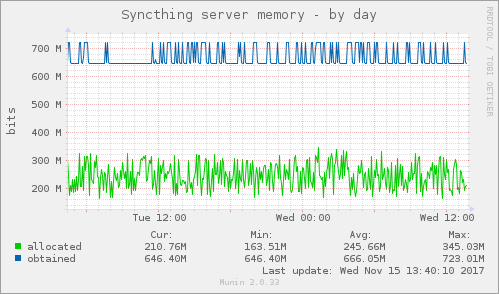 Syncthing server memory - by day
RRDTOOL / TOBI OETIKER
bits
700 M
600 M
500 M
400 M
300 M
200 M
Tue 12:00 Wed 00:00 Wed 12:00
Cur: Min: Avg: Max:
allocated 210.76M 163.51M 245.66M 345.03M
obtained 646.40M 646.40M 666.05M 723.01M
Last update: Wed Nov 15 13:40:10 2017
Munin 2.0.33